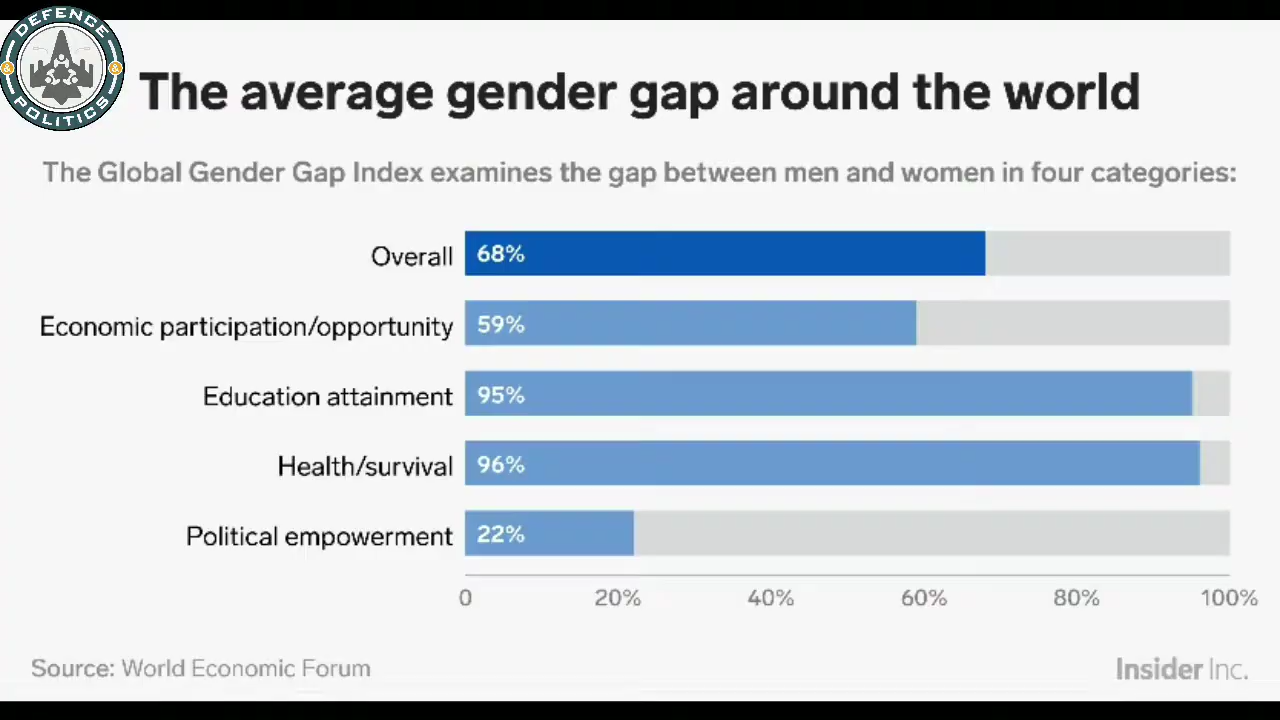 DEFENCE
&
&
POLITICS
The average gender gap around the world
The Global Gender Gap Index examines the gap between men and women in four categories:
Overall 68%
Economic participation/opportunity 59%
Education attainment 95%
Health/survival 96%
Political empowerment 22%
0 20% 40% 60% 80% 100%
Source: World Economic Forum
Insider Inc.